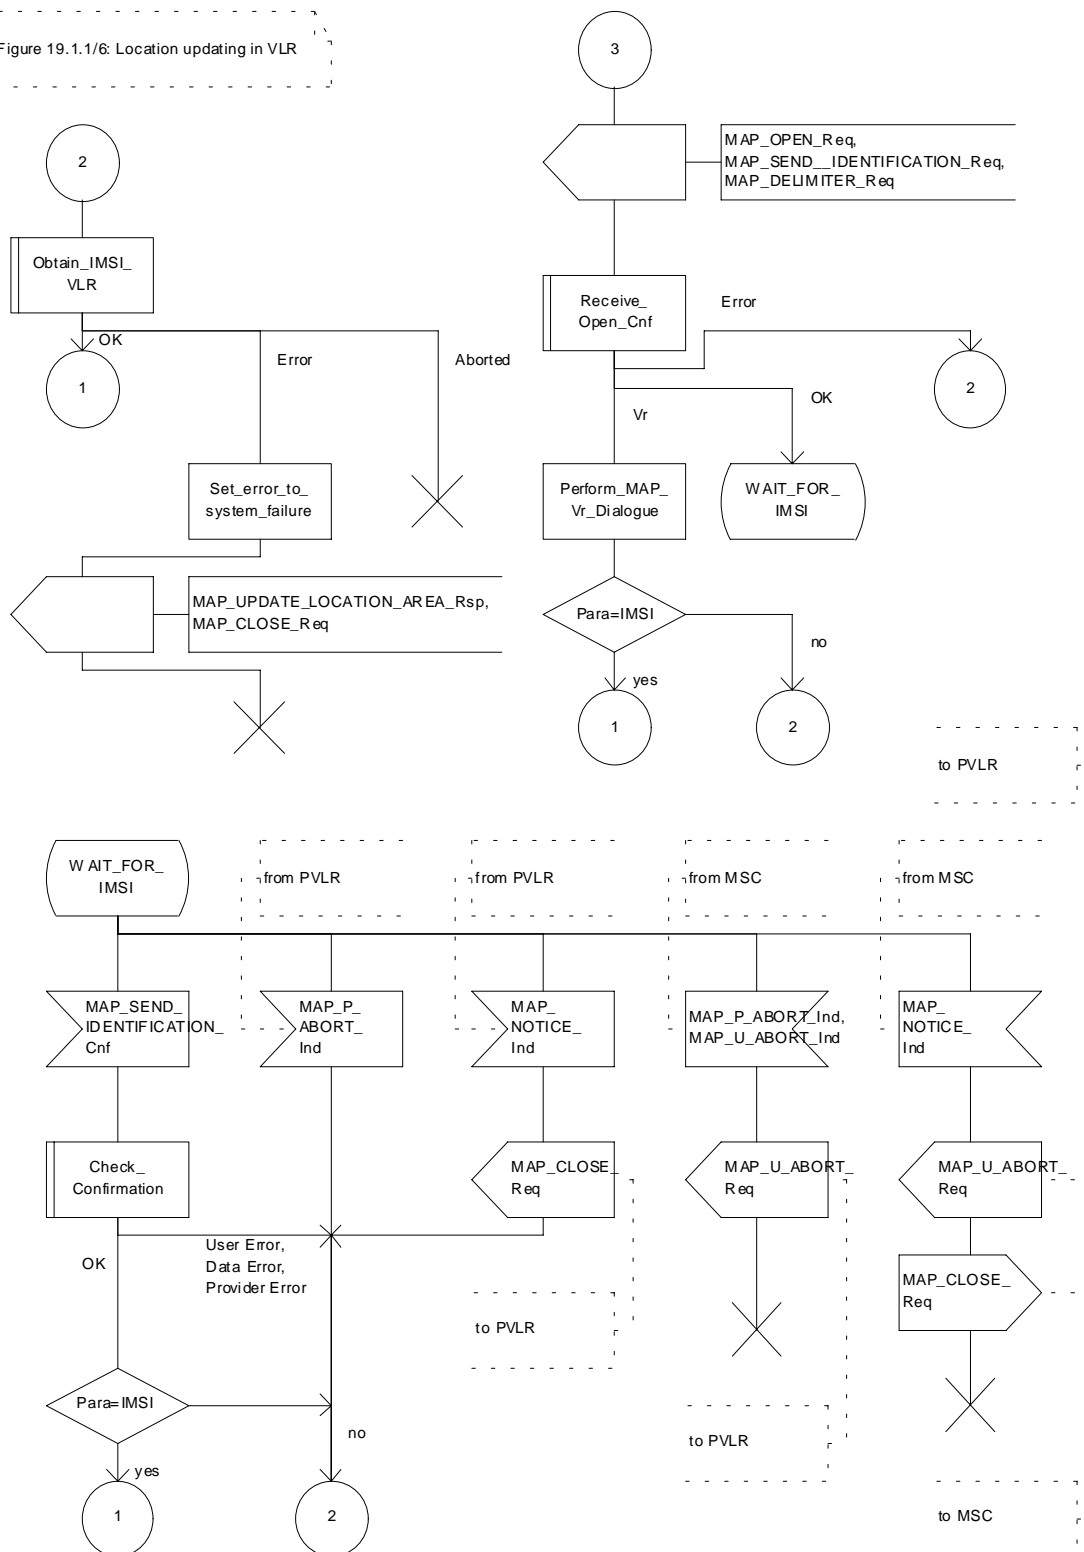 Figure 19.1.1/6: Location updating in VLR
3
2
MAP_OPEN_Req,
MAP_SEND__IDENTIFICATION_Req,
MAP_DELIMITER_Req
Obtain_IMSI_
VLR
Receive_
Open_Cnf
Error
OK
1
Error
Aborted
2
OK
Vr
Set_error_to_
system_failure
Perform_MAP_
Vr_Dialogue
WAIT_FOR_
IMSI
MAP_UPDATE_LOCATION_AREA_Rsp,
MAP_CLOSE_Req
Para=IMSI
no
yes
1
2
to PVLR
WAIT_FOR_
IMSI
from PVLR
from PVLR
from MSC
from MSC
MAP_SEND_
IDENTIFICATION_
Cnf
MAP_P_
ABORT_
Ind
MAP_
NOTICE_
Ind
MAP_P_ABORT_Ind,
MAP_U_ABORT_Ind
MAP_
NOTICE_
Ind
Check_
Confirmation
MAP_CLOSE_
Req
MAP_U_ABORT_
Req
MAP_U_ABORT_
Req
OK
User Error,
Data Error,
Provider Error
MAP_CLOSE_
Req
to PVLR
Para=IMSI
no
to PVLR
yes
1
2
to MSC